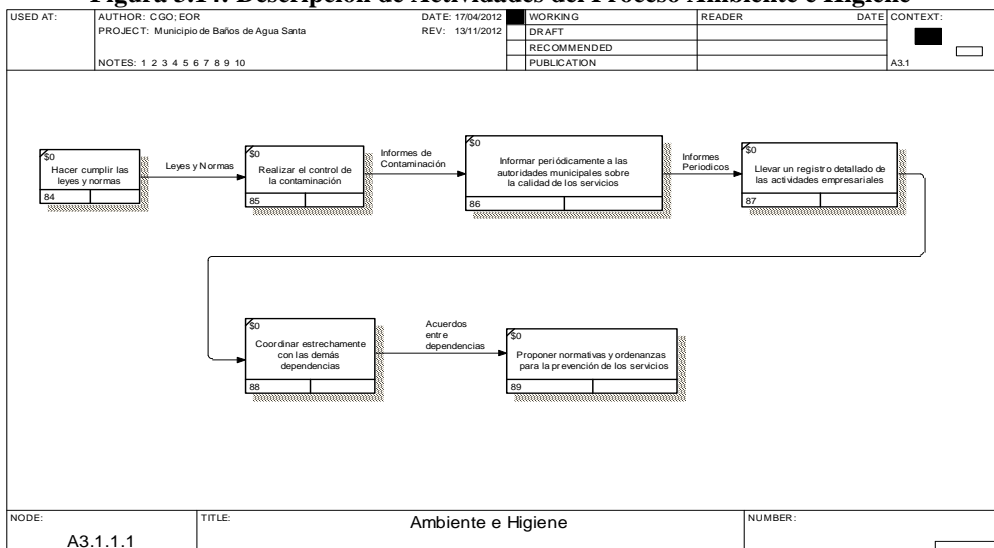 Figura 3.14. Descripción de Actividades del Proceso Ambiente e Higiene
USED AT:
AUTHOR: CGO; EOR
DATE: 17/04/2012
PROJECT: Municipio de Baños de Agua Santa
REV: 13/11/2012
NOTES: 1 2 3 4 5 6 7 8 9 10
WORKING
DRAFT
RECOMMENDED
PUBLICATION
READER
DATE
CONTEXT:
A3.1
$0
Hacer cumplir las
leyes y normas
84
Leyes y Normas
$0
Realizar el control de
la contaminación
85
Informes de
Contaminación
$0
Informar periódicamente a las
autoridades municipales sobre
la calidad de los servicios
86
Informes
Periodicos
$0
Llevar un registro detallado de
las actividades empresariales
87
$0
Coordinar estrechamente
con las demás
dependencias
88
Acuerdos
entre
dependencias
$0
Proponer normativas y ordenanzas
para la prevención de los servicios
89
NODE:
A3.1.1.1
TITLE:
Ambiente e Higiene
NUMBER: